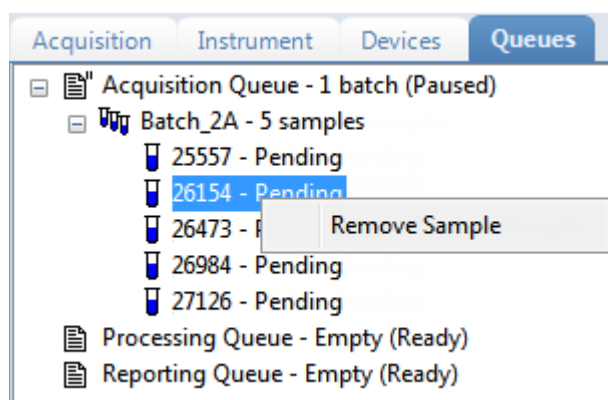 Acquisition Instrument Devices Queues
Acquisition Queue - 1 batch (Paused)
Batch_2A - 5 samples
25557 - Pending
26154 - Pending
26473 - Remove Sample
26984 - Pending
27126 - Pending
Processing Queue - Empty (Ready)
Reporting Queue - Empty (Ready)